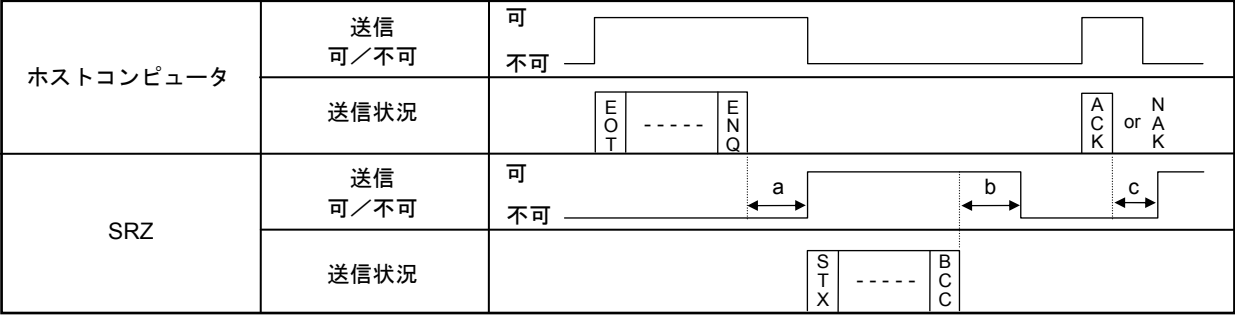 ホストコンピュータ
送信
可／不可
可
不可
送信状況
EOT ----- ENQ
ACK or NAK
SRZ
送信
可／不可
可
不可
a
b
c
送信状況
STX ----- BCC